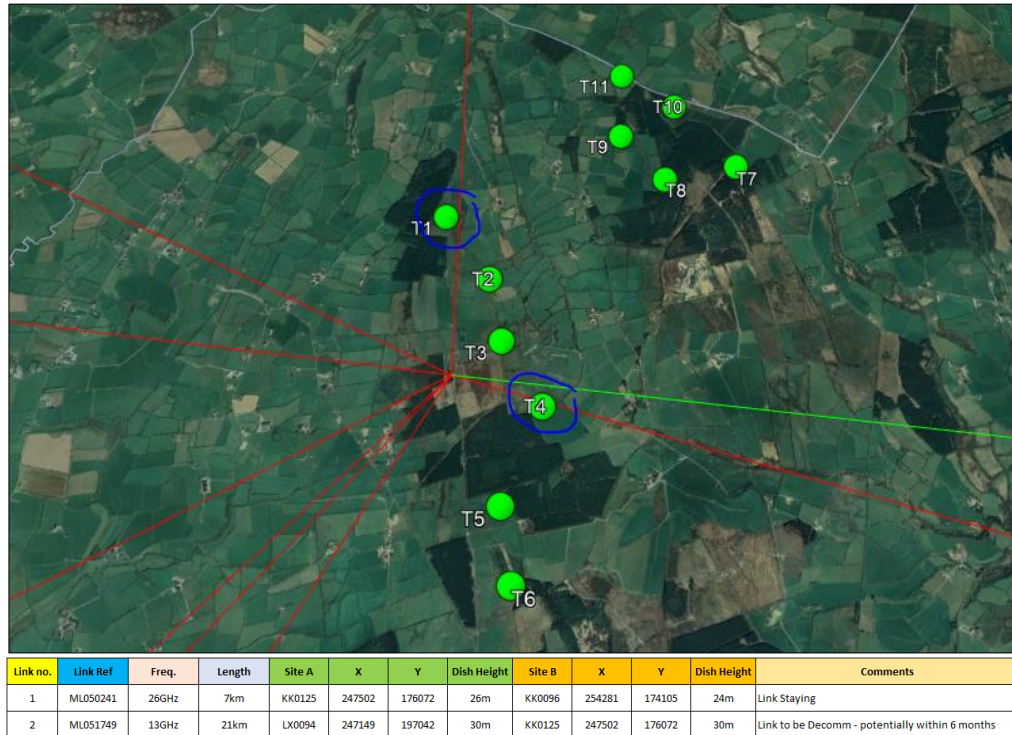 T11
T10
T9
T8
T7
T1
T2
T3
T4
T5
T6
Link no. Link Ref Freq. Length Site A X Y Dish Height Site B X Y Dish Height Comments
1 ML050241 26GHz 7km KK0125 247502 176072 26m KK0096 254281 174105 24m Link Staying
2 ML051749 13GHz 21km LX0094 247149 197042 30m KK0125 247502 176072 30m Link to be Decomm - potentially within 6 months